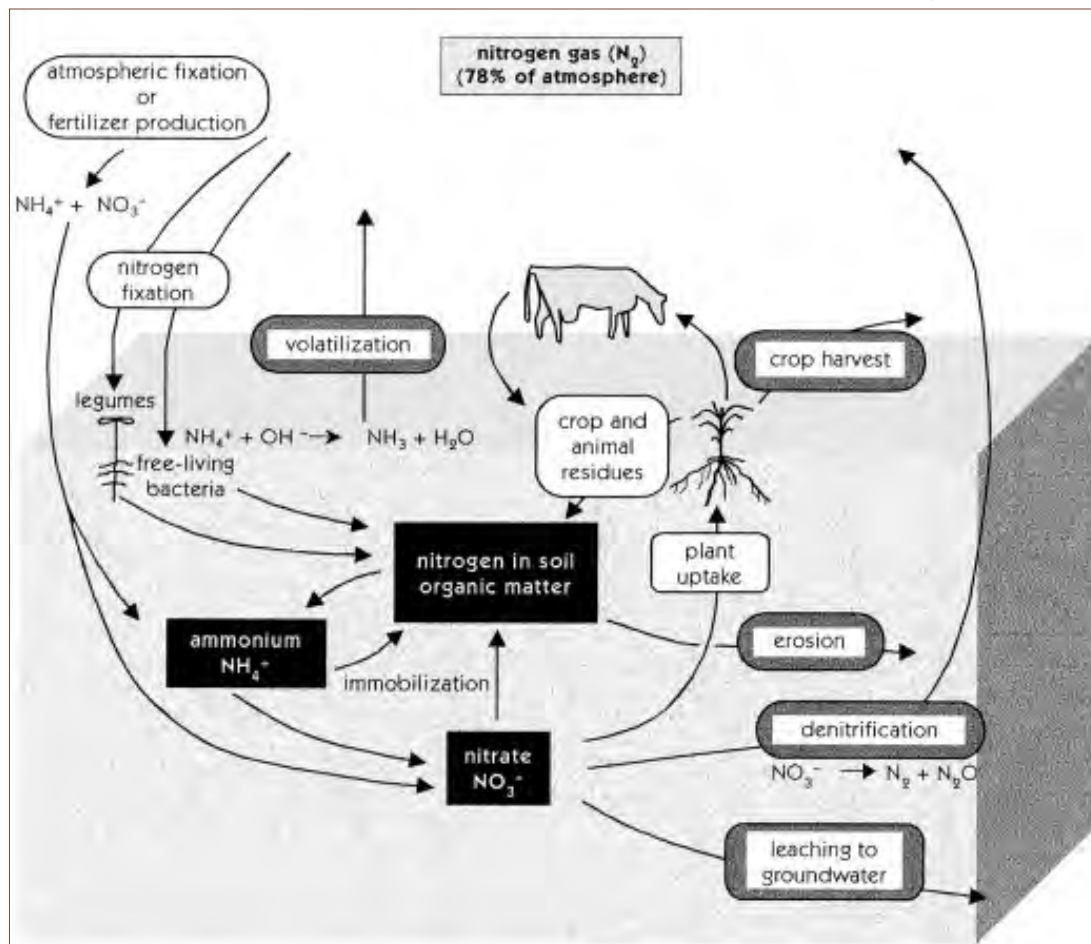 nitrogen gas (N₂)
(78% of atmosphere)
atmospheric fixation
or
fertilizer production
NH₄⁺ + NO₃⁻
nitrogen
fixation
volatilization
crop harvest
legumes
NH₄⁺ + OH⁻ → NH₃ + H₂O
free-living
bacteria
crop and
animal
residues
nitrogen in soil
organic matter
plant
uptake
ammonium
NH₄⁺
immobilization
erosion
nitrate
NO₃⁻
denitrification
NO₃⁻ → N₂ + N₂O
leaching to
groundwater